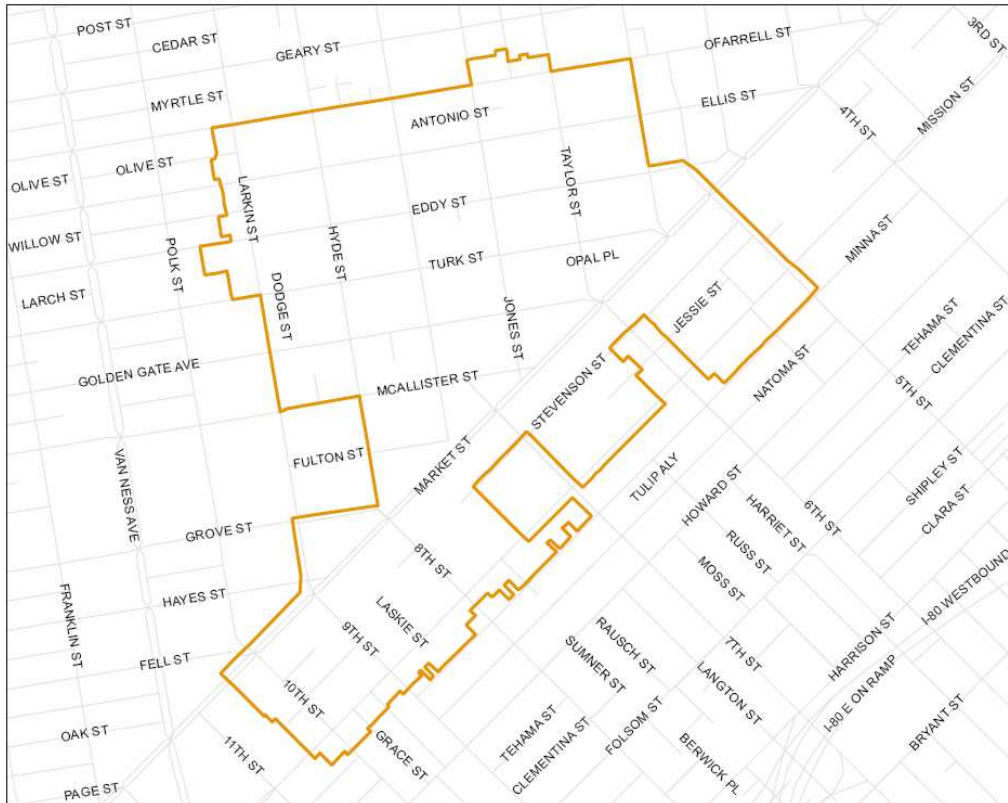 POST ST
CEDAR ST
GEARY ST
OFARRELL ST
3RD ST
MYRTLE ST
ANTONIO ST
ELLIS ST
4TH ST
MISSION ST
OLIVE ST
OLIVE ST
LARKIN ST
TAYLOR ST
WILLOW ST
POLK ST
HYDE ST
EDDY ST
MINNA ST
LARCH ST
DODGE ST
TURK ST
OPAL PL
JONES ST
JESSIE ST
TEHAMA ST
CLEMENTINA ST
GOLDEN GATE AVE
MCALLISTER ST
STEVENSON ST
NATOMA ST
5TH ST
VAN NESS AVE
FULTON ST
MARKET ST
TULIP ALY
HOWARD ST
HARRIET ST
6TH ST
SHIPLEY ST
CLARA ST
GROVE ST
8TH ST
RUSS ST
MOSS ST
FRANKLIN ST
HAYES ST
LASKIE ST
9TH ST
RAUSCH ST
SUMNER ST
7TH ST
HARRISON ST
I-80 WESTBOUND
FELL ST
10TH ST
LANGTON ST
I-80 E ON RAMP
OAK ST
11TH ST
GRACE ST
TEHAMA ST
CLEMENTINA ST
FOLSOM ST
BERWICK PL
BRYANT ST
PAGE ST